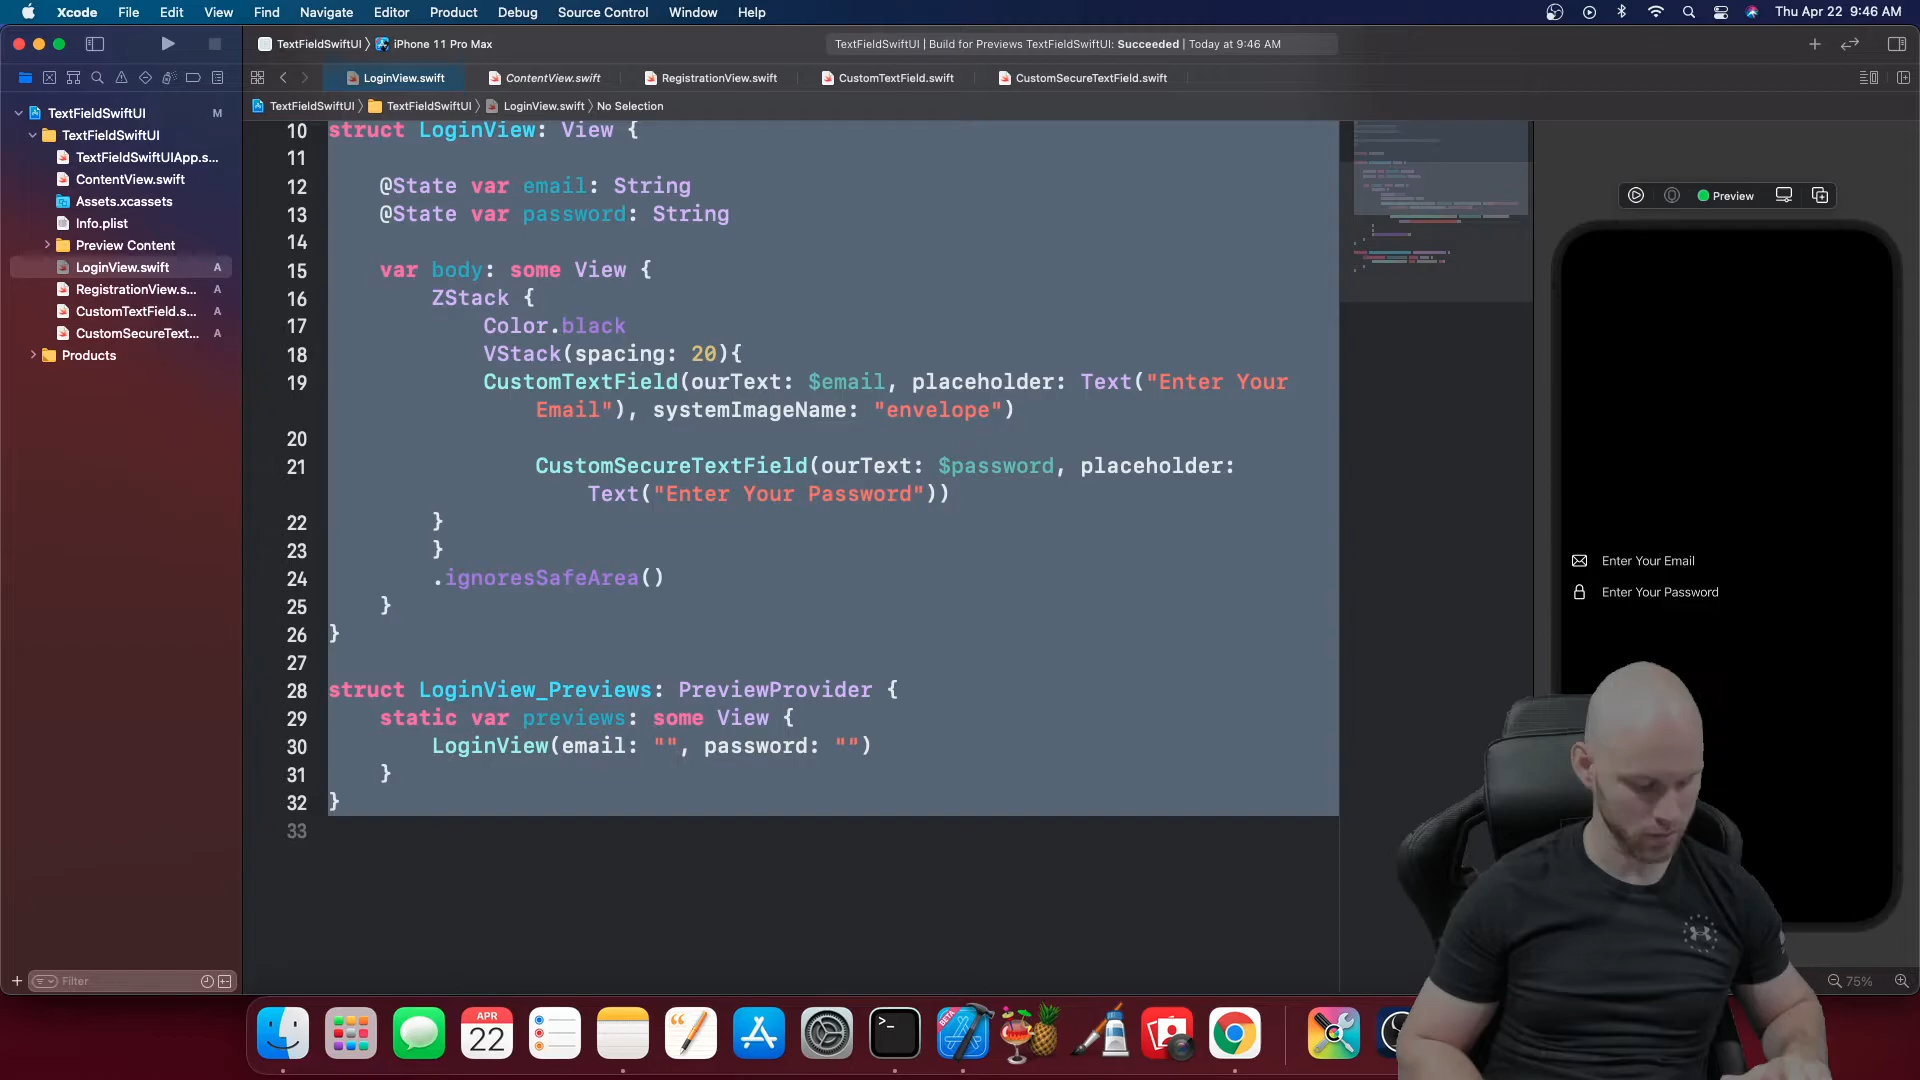 Xcode File Edit View Find Navigate Editor Product Debug Source Control Window Help Thu Apr 22 9:46 AM
TextFieldSwiftUI iPhone 11 Pro Max TextFieldSwiftUI | Build for Previews TextFieldSwiftUI: Succeeded | Today at 9:46 AM
LoginView.swift ContentView.swift RegistrationView.swift CustomTextField.swift CustomSecureTextField.swift
TextFieldSwiftUI TextFieldSwiftUI LoginView.swift No Selection
TextFieldSwiftUI M
TextFieldSwiftUI
TextFieldSwiftUIApp.s...
ContentView.swift
Assets.xcassets
Info.plist
Preview Content
LoginView.swift A
RegistrationView.s... A
CustomTextField.s... A
CustomSecureText... A
Products
Filter
10 struct LoginView: View {
11
12 @State var email: String
13 @State var password: String
14
15 var body: some View {
16 ZStack {
17 Color.black
18 VStack(spacing: 20){
19 CustomTextField(ourText: $email, placeholder: Text("Enter Your
Email"), systemImageName: "envelope")
20
21 CustomSecureTextField(ourText: $password, placeholder:
Text("Enter Your Password"))
22 }
23 }
24 .ignoresSafeArea()
25 }
26 }
27
28 struct LoginView_Previews: PreviewProvider {
29 static var previews: some View {
30 LoginView(email: "", password: "")
31 }
32 }
33
Preview
Enter Your Email
Enter Your Password
75%
APR
22
>_
BETA